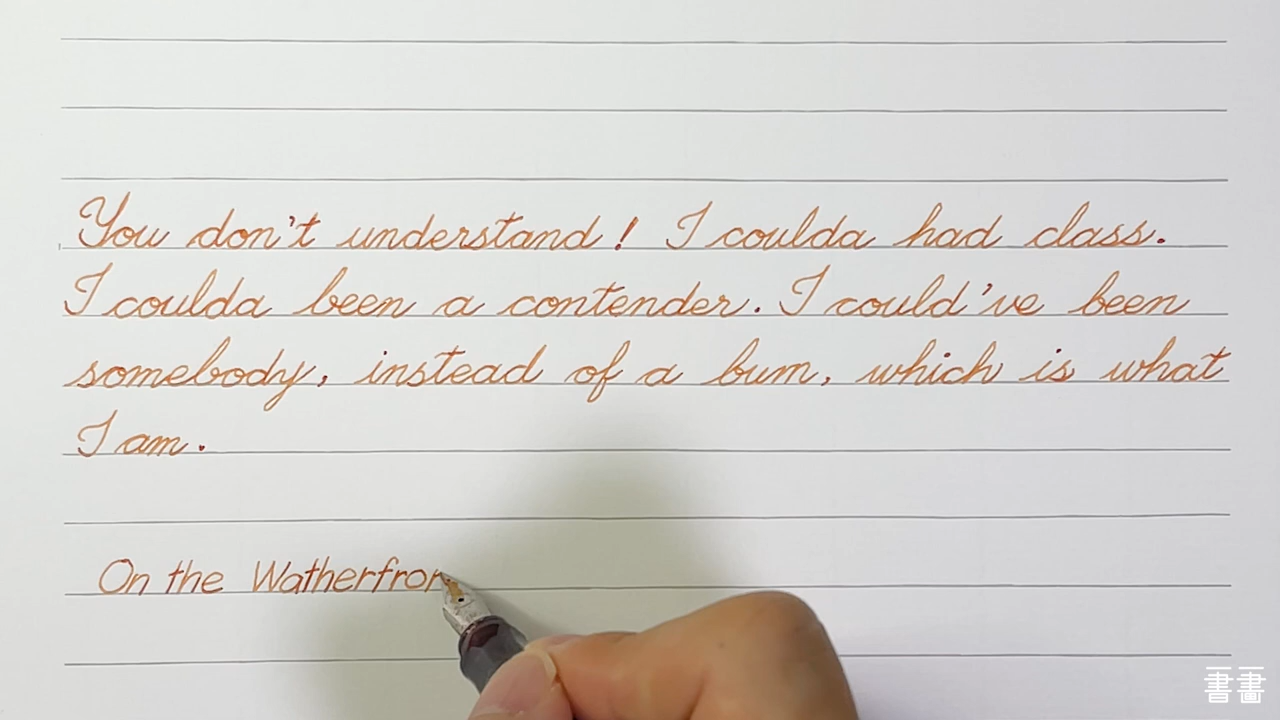 You don't understand! I coulda had class.
I coulda been a contender. I could've been
somebody, instead of a bum, which is what
I am.
On the Watherfron
書畫